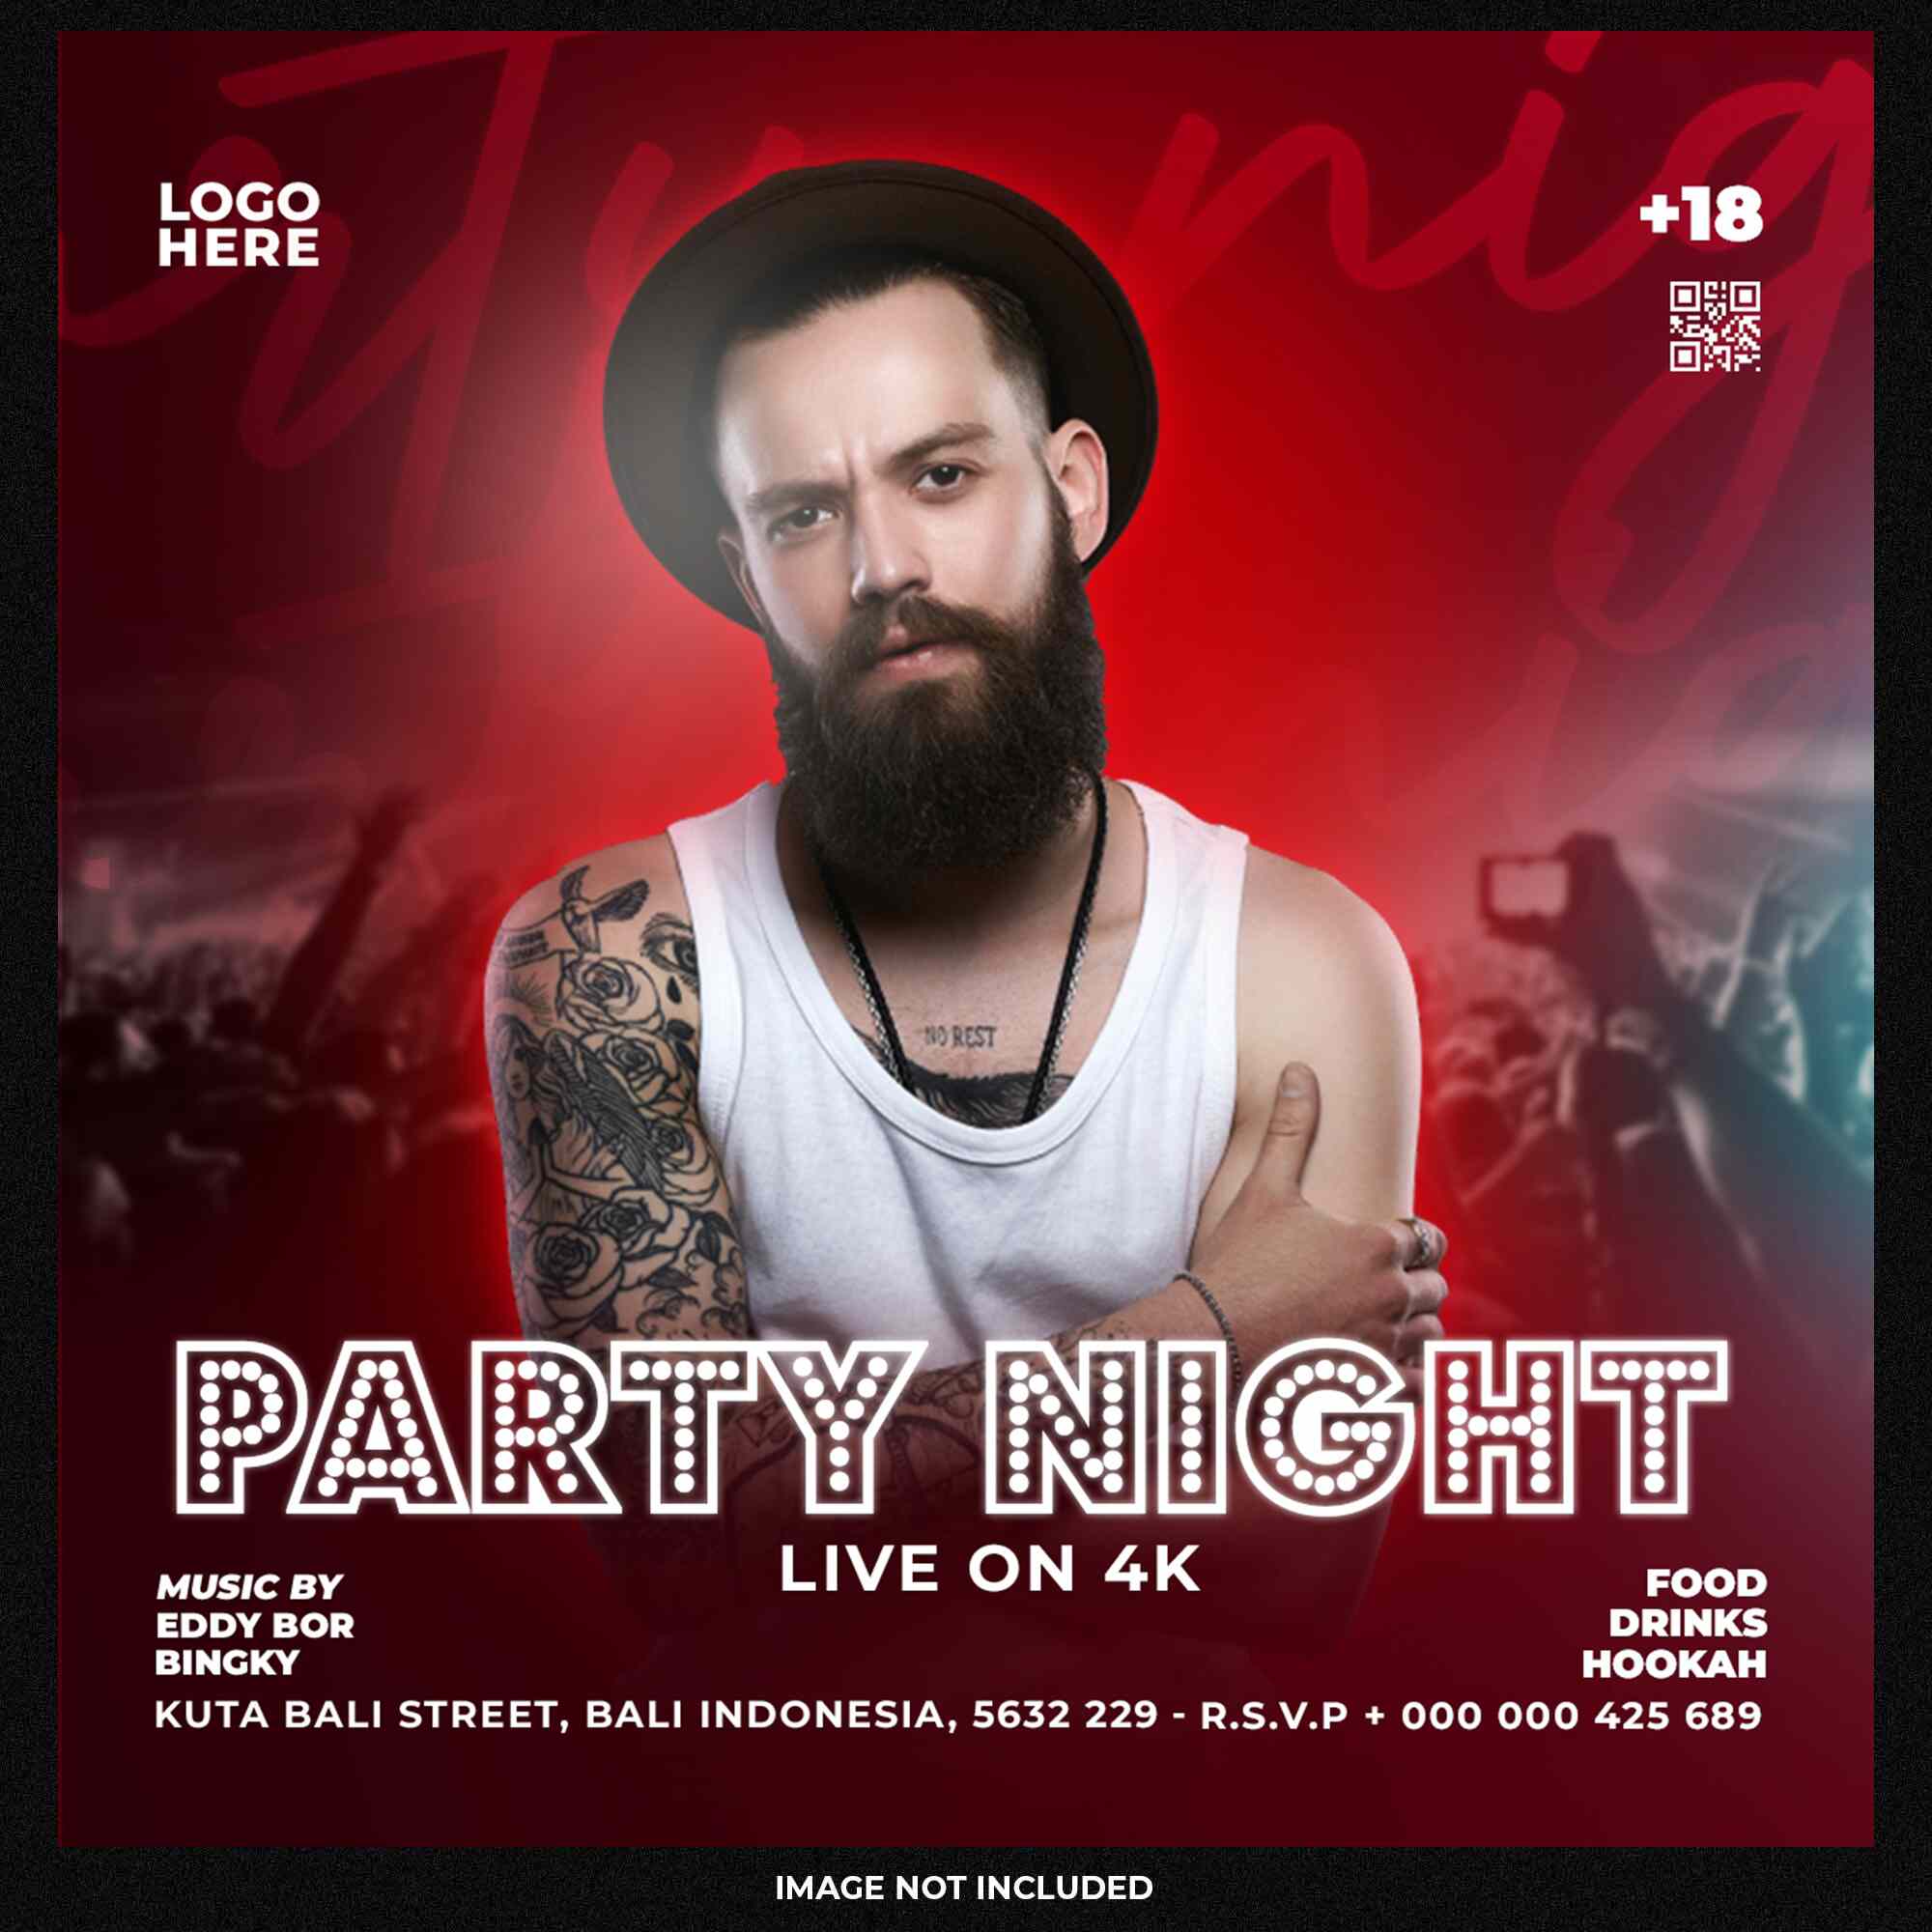 LOGO
HERE
+18
NO REST
PARTY NIGHT
LIVE ON 4K
MUSIC BY
EDDY BOR
BINGKY
FOOD
DRINKS
HOOKAH
KUTA BALI STREET, BALI INDONESIA, 5632 229 - R.S.V.P + 000 000 425 689
IMAGE NOT INCLUDED